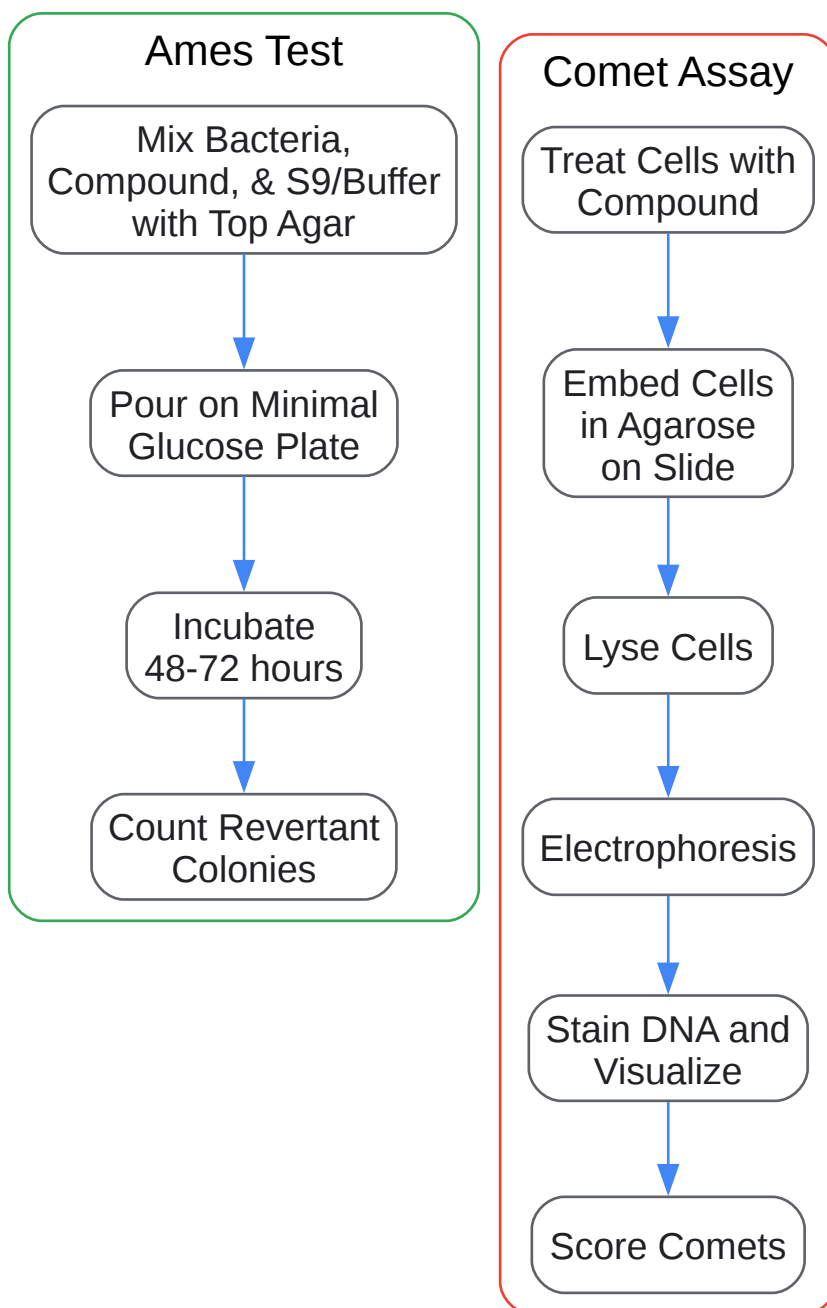 Ames Test
Mix Bacteria,
Compound, & S9/Buffer
with Top Agar
Pour on Minimal
Glucose Plate
Incubate
48-72 hours
Count Revertant
Colonies
Comet Assay
Treat Cells with
Compound
Embed Cells
in Agarose
on Slide
Lyse Cells
Electrophoresis
Stain DNA and
Visualize
Score Comets